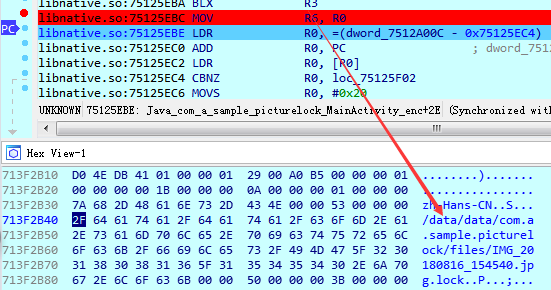 libnative.so:75125EBA BLX R3
libnative.so:75125EBC MOV R6, R0
PC libnative.so:75125EBE LDR R0, =(dword_7512A00C - 0x75125EC4)
libnative.so:75125EC0 ADD R0, PC ; dword_7512
libnative.so:75125EC2 LDR R0, [R0]
libnative.so:75125EC4 CBNZ R0, loc_75125F02
libnative.so:75125EC6 MOVS R0, #0x20
UNKNOWN 75125EBE: Java_com_a_sample_picturelock_MainActivity_enc+2E (Synchronized with
Hex View-1
713F2B10 D0 4E DB 41 01 00 00 01 29 00 A0 B5 00 00 00 01 ........).......
713F2B20 00 00 00 00 1B 00 00 00 0A 00 00 00 01 00 00 00 ................
713F2B30 7A 68 2D 48 61 6E 73 2D 43 4E 00 00 53 00 00 00 zh-Hans-CN..S...
713F2B40 2F 64 61 74 61 2F 64 61 74 61 2F 63 6F 6D 2E 61 /data/data/com.a
713F2B50 2E 73 61 6D 70 6C 65 2E 70 69 63 74 75 72 65 6C .sample.picturel
713F2B60 6F 63 6B 2F 66 69 6C 65 73 2F 49 4D 47 5F 32 30 ock/files/IMG_20
713F2B70 31 38 30 38 31 36 5F 31 35 34 35 34 30 2E 6A 70 180816_154540.jp
713F2B80 67 2E 6C 6F 63 6B 00 00 50 00 00 00 3B 00 00 00 g.lock..P...;...